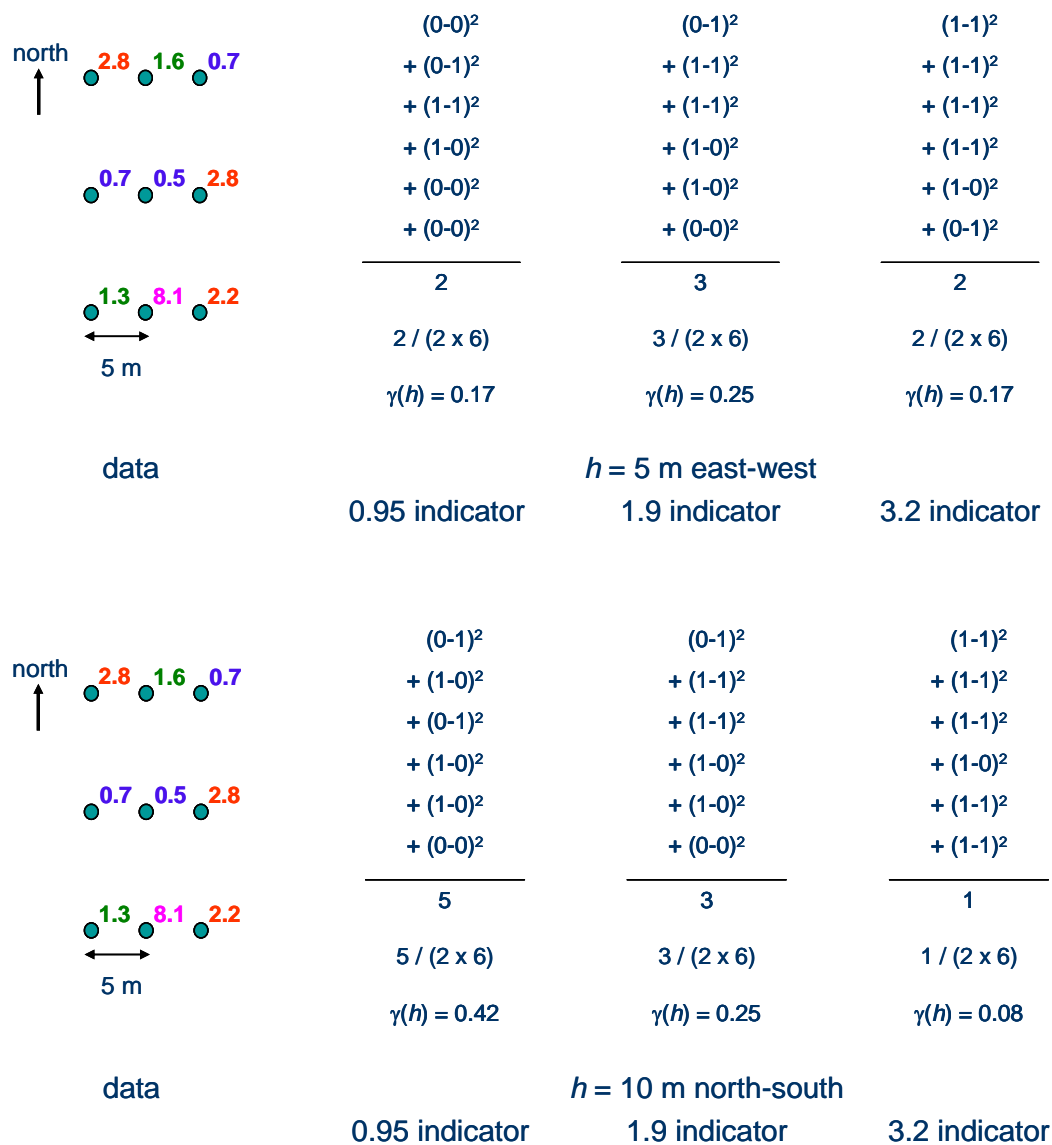 north
2.8 1.6 0.7
0.7 0.5 2.8
1.3 8.1 2.2
5 m
data
(0-0)²
+ (0-1)²
+ (1-1)²
+ (1-0)²
+ (0-0)²
+ (0-0)²
2
2 / (2 x 6)
γ(h) = 0.17
(0-1)²
+ (1-1)²
+ (1-1)²
+ (1-0)²
+ (1-0)²
+ (0-0)²
3
3 / (2 x 6)
γ(h) = 0.25
(1-1)²
+ (1-1)²
+ (1-1)²
+ (1-1)²
+ (1-0)²
+ (0-1)²
2
2 / (2 x 6)
γ(h) = 0.17
h = 5 m east-west
0.95 indicator 1.9 indicator 3.2 indicator
north
2.8 1.6 0.7
0.7 0.5 2.8
1.3 8.1 2.2
5 m
data
(0-1)²
+ (1-0)²
+ (0-1)²
+ (1-0)²
+ (1-0)²
+ (0-0)²
5
5 / (2 x 6)
γ(h) = 0.42
(0-1)²
+ (1-1)²
+ (1-1)²
+ (1-0)²
+ (1-0)²
+ (0-0)²
3
3 / (2 x 6)
γ(h) = 0.25
(1-1)²
+ (1-1)²
+ (1-1)²
+ (1-0)²
+ (1-1)²
+ (1-1)²
1
1 / (2 x 6)
γ(h) = 0.08
h = 10 m north-south
0.95 indicator 1.9 indicator 3.2 indicator